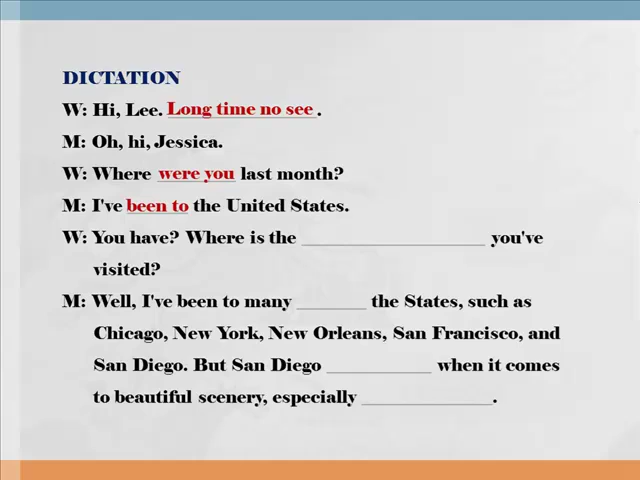 DICTATION
W: Hi, Lee. Long time no see.
M: Oh, hi, Jessica.
W: Where were you last month?
M: I've been to the United States.
W: You have? Where is the ____________________ you've
visited?
M: Well, I've been to many ________ the States, such as
Chicago, New York, New Orleans, San Francisco, and
San Diego. But San Diego ____________ when it comes
to beautiful scenery, especially _______________.